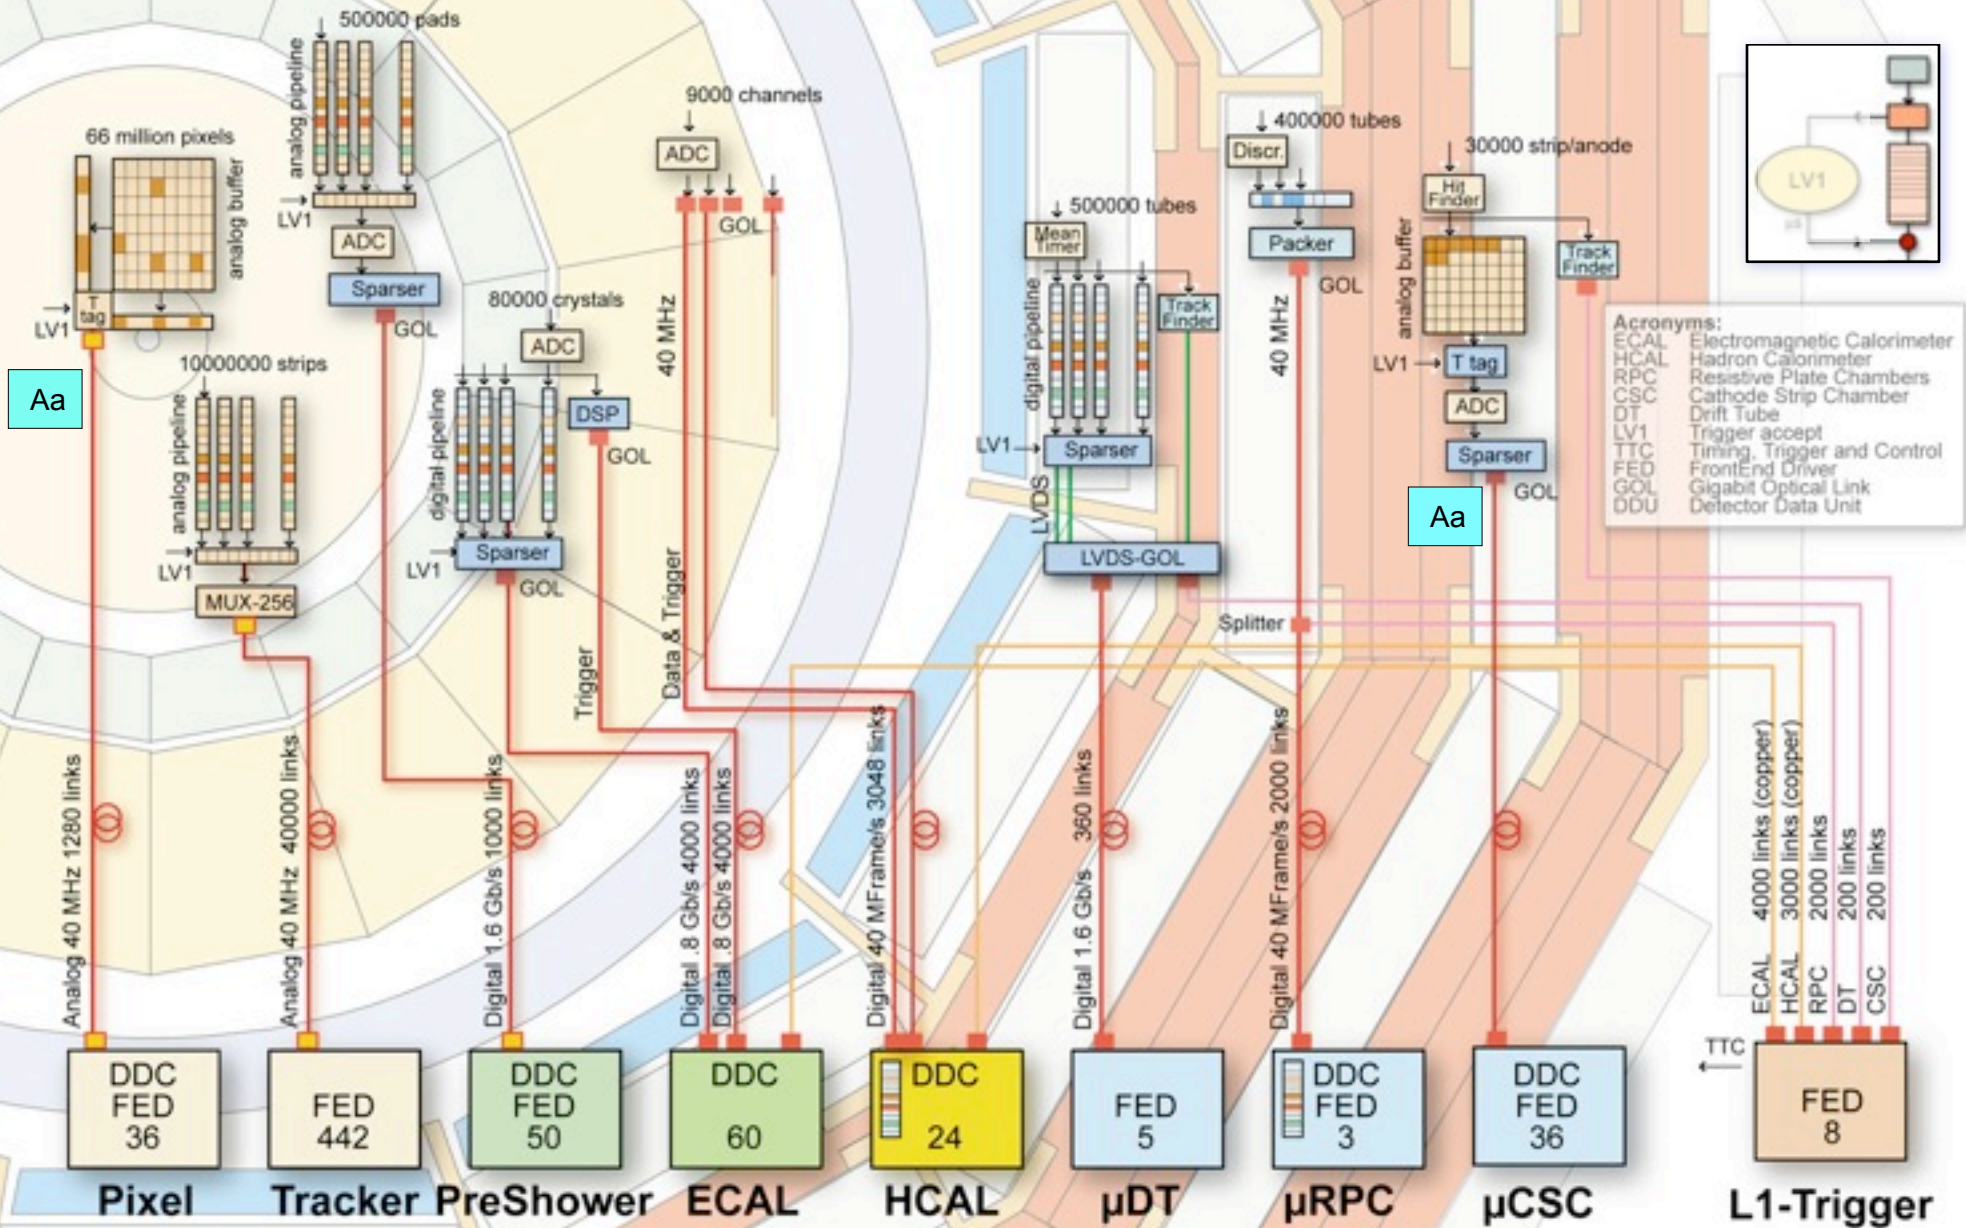 500000 pads
analog pipeline
LV1
ADC
Sparser
GOL
66 million pixels
analog buffer
T
tag
LV1
Aa
10000000 strips
analog pipeline
LV1
MUX-256
80000 crystals
ADC
digital pipeline
DSP
GOL
LV1
Sparser
GOL
Trigger
9000 channels
ADC
GOL
40 MHz
Data & Trigger
500000 tubes
Mean
Timer
digital pipeline
Track
Finder
LV1
Sparser
LVDS
LVDS-GOL
400000 tubes
Discr.
Packer
GOL
40 MHz
Splitter
30000 strip/anode
Hit
Finder
analog buffer
Track
Finder
LV1
T tag
ADC
Sparser
GOL
Aa
LV1
Acronyms:
ECAL Electromagnetic Calorimeter
HCAL Hadron Calorimeter
RPC Resistive Plate Chambers
CSC Cathode Strip Chamber
DT Drift Tube
LV1 Trigger accept
TTC Timing, Trigger and Control
FED FrontEnd Driver
GOL Gigabit Optical Link
DDU Detector Data Unit
Analog 40 MHz 1280 links
Analog 40 MHz 40000 links
Digital 1.6 Gb/s 1000 links
Digital .8 Gb/s 4000 links
Digital .8 Gb/s 4000 links
Digital 40 MFrame/s 3048 links
Digital 1.6 Gb/s 360 links
Digital 40 MFrame/s 2000 links
ECAL 4000 links (copper)
HCAL 3000 links (copper)
RPC 2000 links
DT 200 links
CSC 200 links
TTC
DDC
FED
36
Pixel
FED
442
Tracker
DDC
FED
50
PreShower
DDC
60
ECAL
DDC
24
HCAL
FED
5
µDT
DDC
FED
3
µRPC
DDC
FED
36
µCSC
FED
8
L1-Trigger